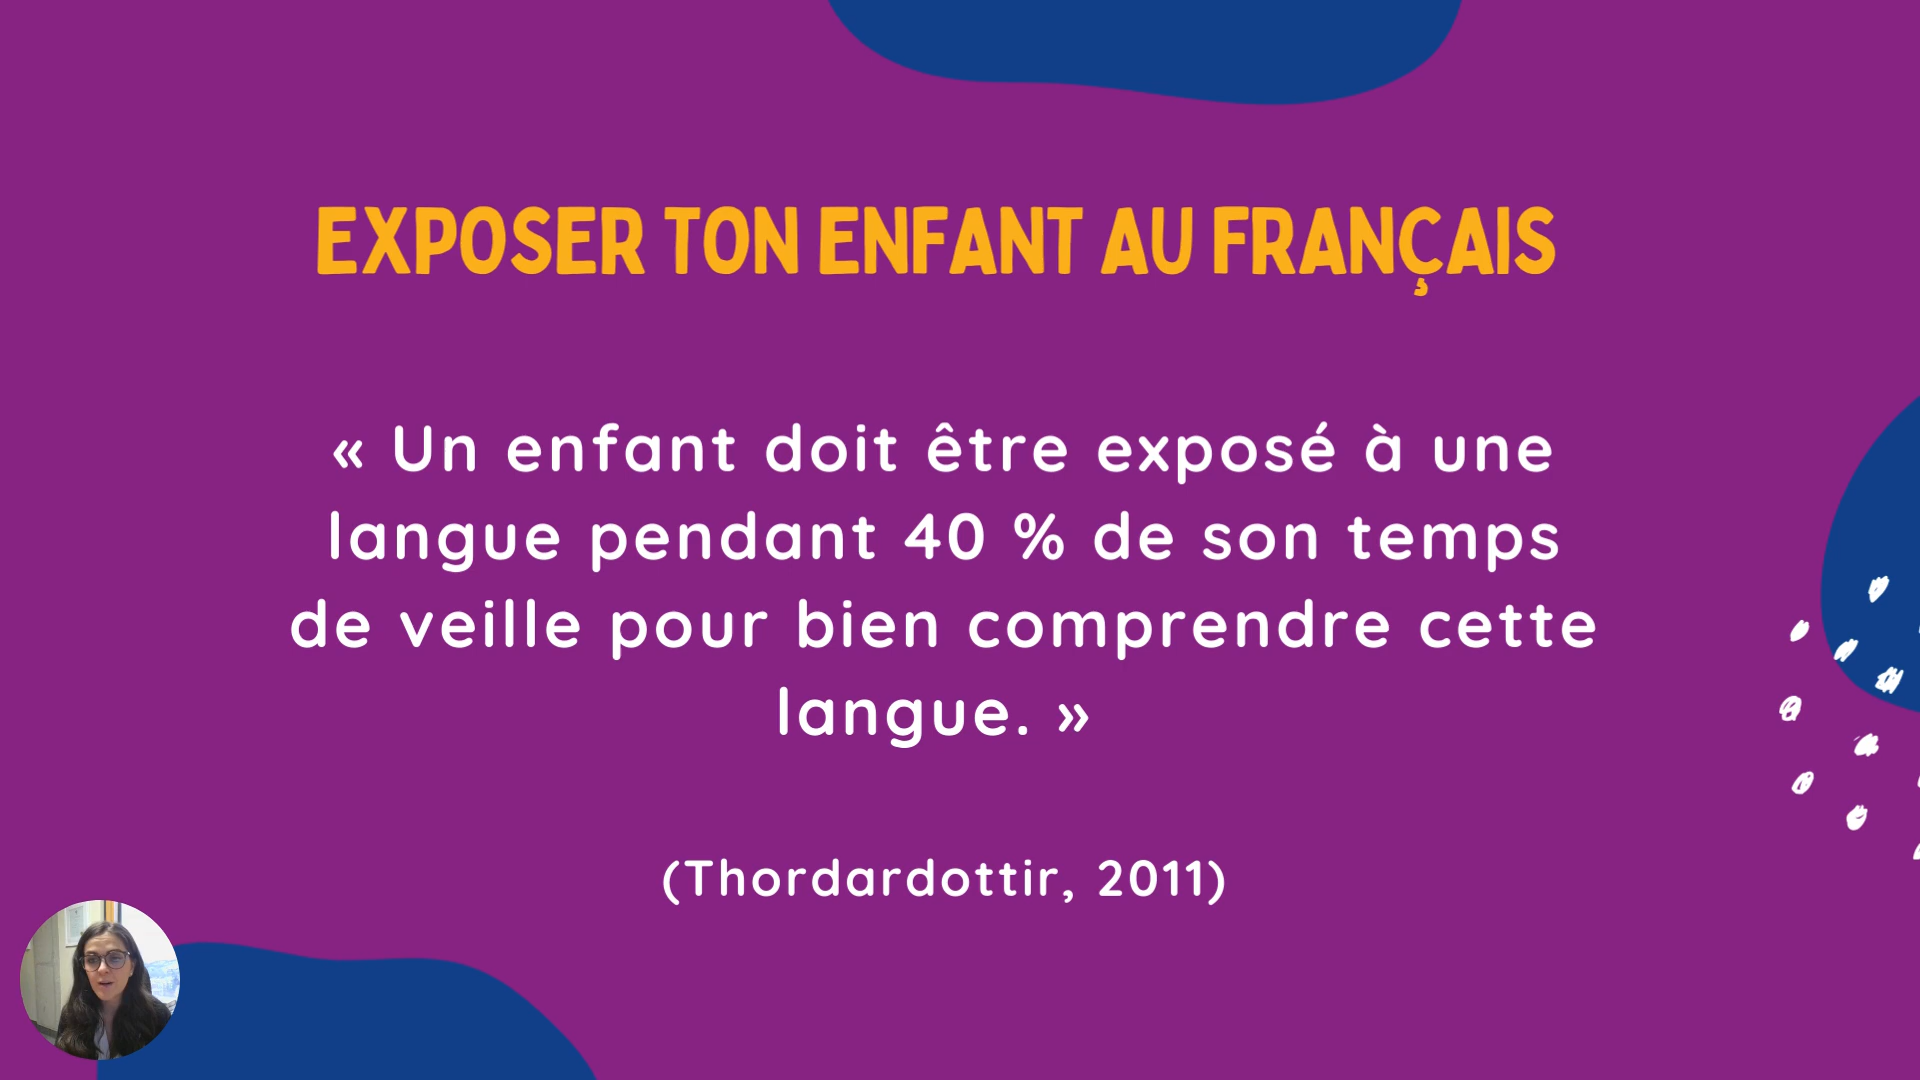 EXPOSER TON ENFANT AU FRANÇAIS
« Un enfant doit être exposé à une
langue pendant 40 % de son temps
de veille pour bien comprendre cette
langue. »
(Thordardottir, 2011)